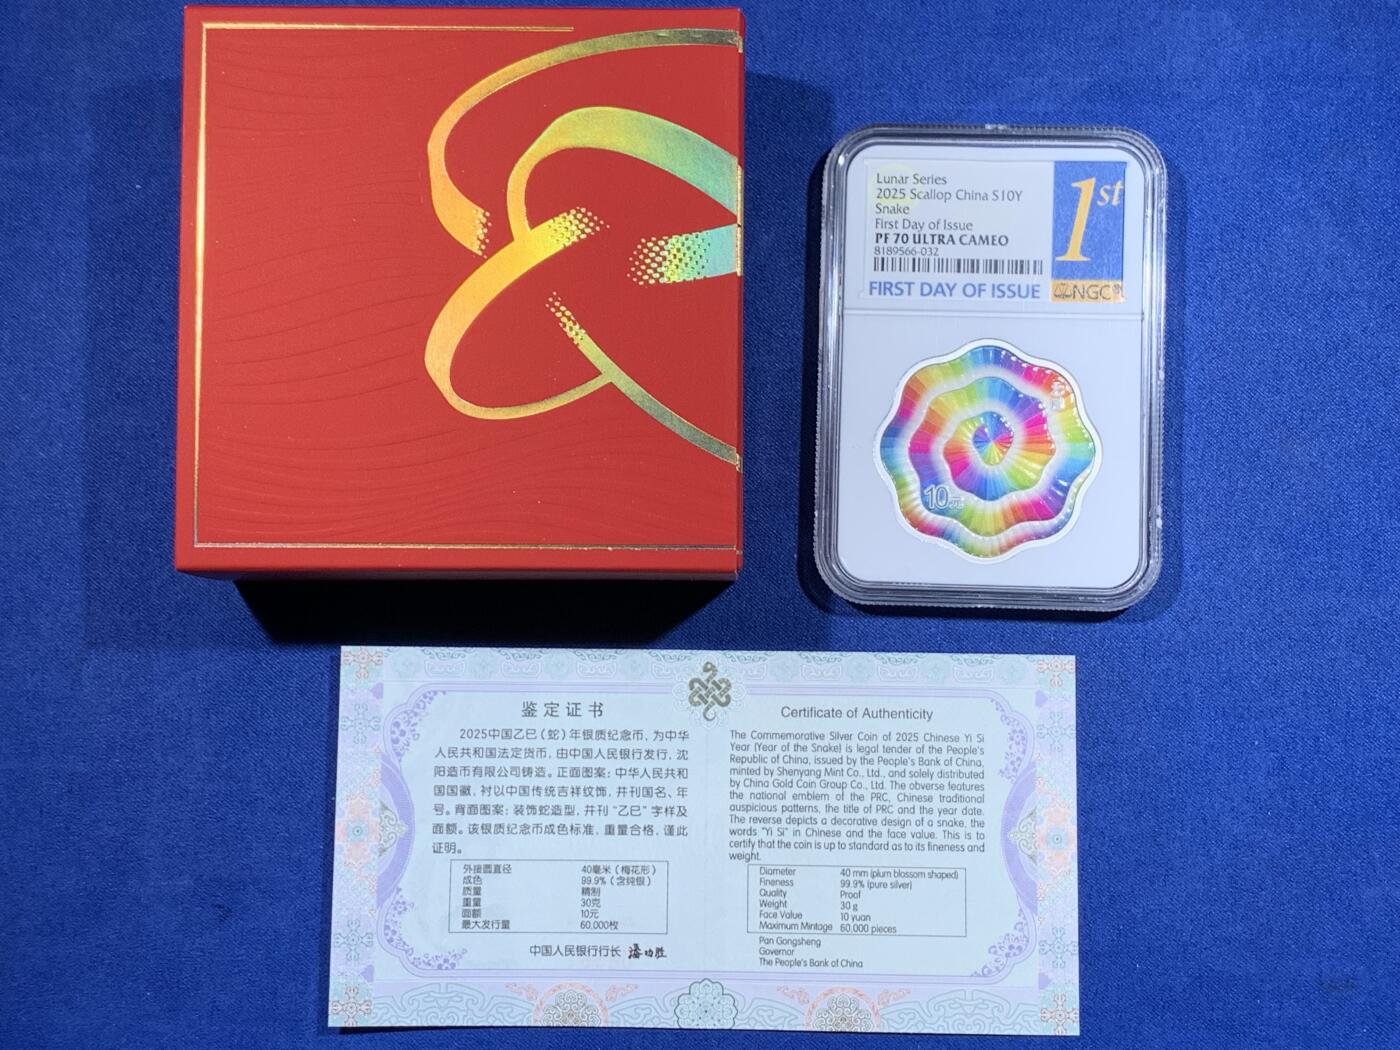 Lunar Series
2025 Scallop China S10Y
Snake
First Day of Issue
PF 70 ULTRA CAMEO
8189566-032
FIRST DAY OF ISSUE
1st
NGC®
10元
鉴定证书
2025中国乙巳（蛇）年银质纪念币，为中华
人民共和国法定货币，由中国人民银行发行，沈
阳造币有限公司铸造。正面图案：中华人民共和
国国徽，衬以中国传统吉祥纹饰，并刊国名、年
号。背面图案：装饰蛇造型，并刊“乙巳”字样及
面额。该银质纪念币成色标准，重量合格，谨此
证明。
外接圆直径 40毫米（梅花形）
成色 99.9%（含纯银）
质量 精制
重量 30克
面额 10元
最大发行量 60,000枚
中国人民银行行长 潘功胜
Certificate of Authenticity
The Commemorative Silver Coin of 2025 Chinese Yi Si
Year (Year of the Snake) is legal tender of the People's
Republic of China, issued by the People's Bank of China,
minted by Shenyang Mint Co., Ltd., and solely distributed
by China Gold Coin Group Co., Ltd. The obverse features
the national emblem of the PRC, Chinese traditional
auspicious patterns, the title of PRC and the year date.
The reverse depicts a decorative design of a snake, the
words "Yi Si" in Chinese and the face value. This is to
certify that the coin is up to standard as to its fineness and
weight.
Diameter 40 mm (plum blossom shaped)
Fineness 99.9% (pure silver)
Quality Proof
Weight 30 g
Face Value 10 yuan
Maximum Mintage 60,000 pieces
Pan Gongsheng
Governor
The People's Bank of China